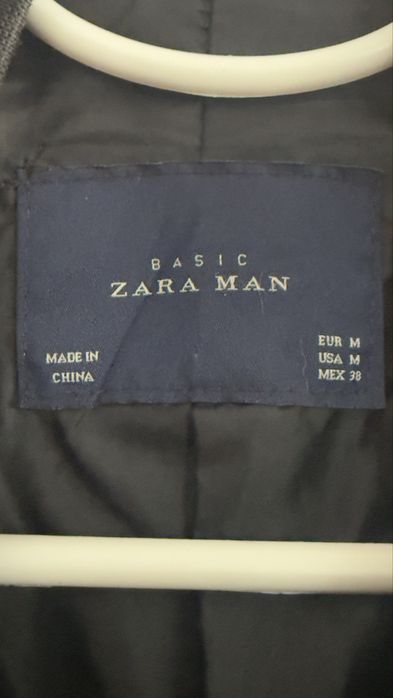 BASIC
ZARA MAN
MADE IN
CHINA
EUR M
USA M
MEX 38